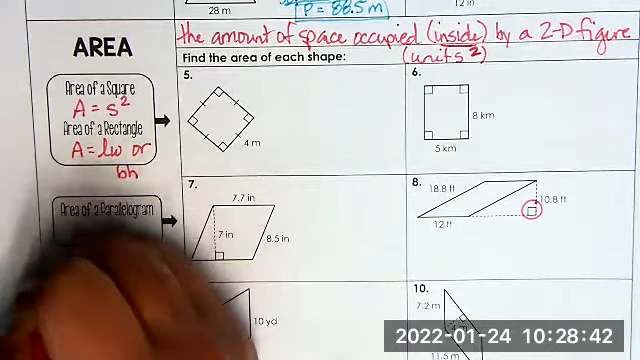 28 m
P = 88.5 m
12 in
AREA
the amount of space occupied (inside) by a 2-D figure
(units²)
Find the area of each shape:
Area of a Square
A = s²
Area of a Rectangle
A = lw or
bh
5.
4 m
6.
8 km
5 km
Area of a Parallelogram
7.
7.7 in
7 in
8.5 in
8.
18.8 ft
10.8 ft
12 ft
10 yd
10.
7.2 m
11.5 m
2022-01-24 10:28:42